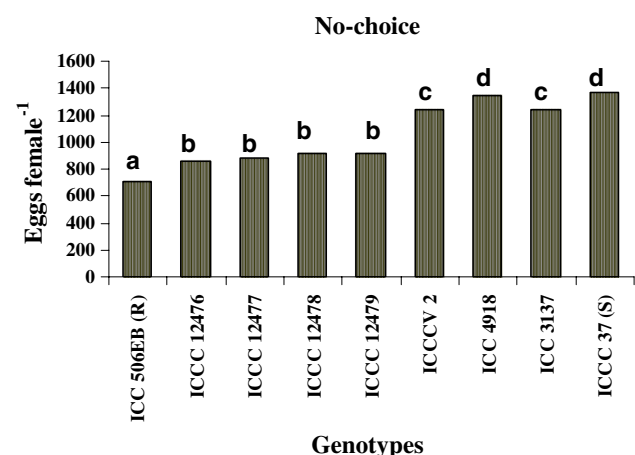 No-choice
Eggs female-1
1600
1400
1200
1000
800
600
400
200
0
a
b
b
b
b
c
d
c
d
ICC 506EB (R)
ICCC 12476
ICCC 12477
ICCC 12478
ICCC 12479
ICCCV 2
ICC 4918
ICC 3137
ICCC 37 (S)
Genotypes